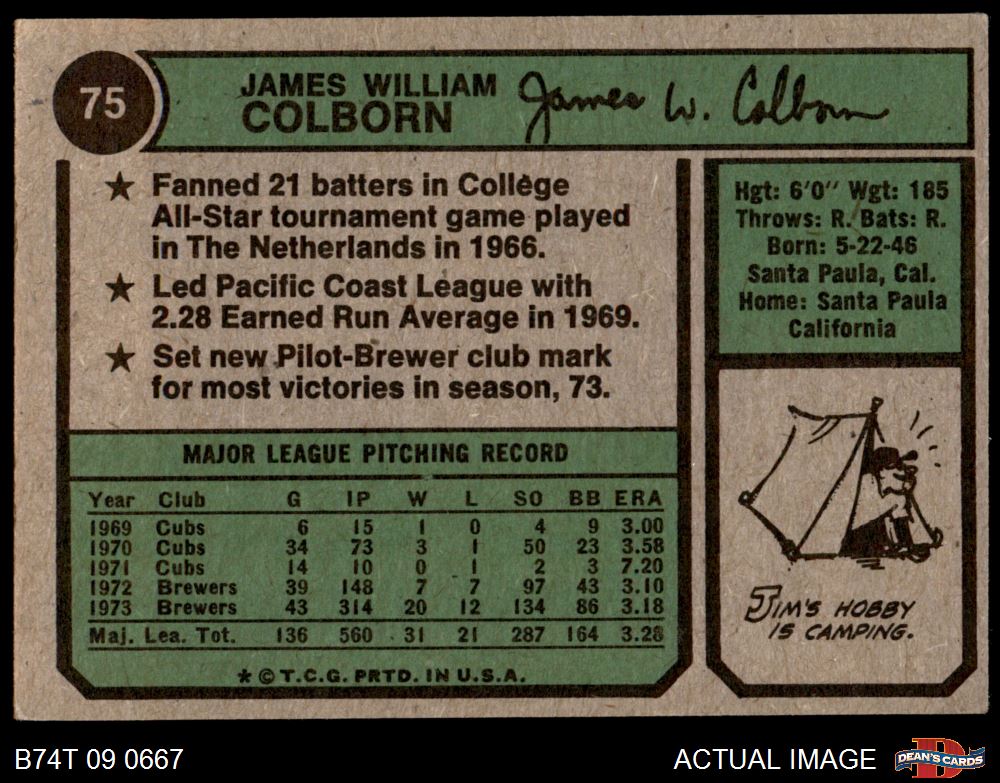 75
JAMES WILLIAM
COLBORN
James W. Colborn
★ Fanned 21 batters in College
All-Star tournament game played
in The Netherlands in 1966.
★ Led Pacific Coast League with
2.28 Earned Run Average in 1969.
★ Set new Pilot-Brewer club mark
for most victories in season, 73.
Hgt: 6'0" Wgt: 185
Throws: R. Bats: R.
Born: 5-22-46
Santa Paula, Cal.
Home: Santa Paula
California
MAJOR LEAGUE PITCHING RECORD
Year Club G IP W L SO BB ERA
1969 Cubs 6 15 1 0 4 9 3.00
1970 Cubs 34 73 3 1 50 23 3.58
1971 Cubs 14 10 0 1 2 3 7.20
1972 Brewers 39 148 7 7 97 43 3.10
1973 Brewers 43 314 20 12 134 86 3.18
Maj. Lea. Tot. 136 560 31 21 287 164 3.28
* © T.C.G. PRTD. IN U.S.A.
JIM'S HOBBY
IS CAMPING.
B74T 09 0667
ACTUAL IMAGE
D
DEAN'S CARDS